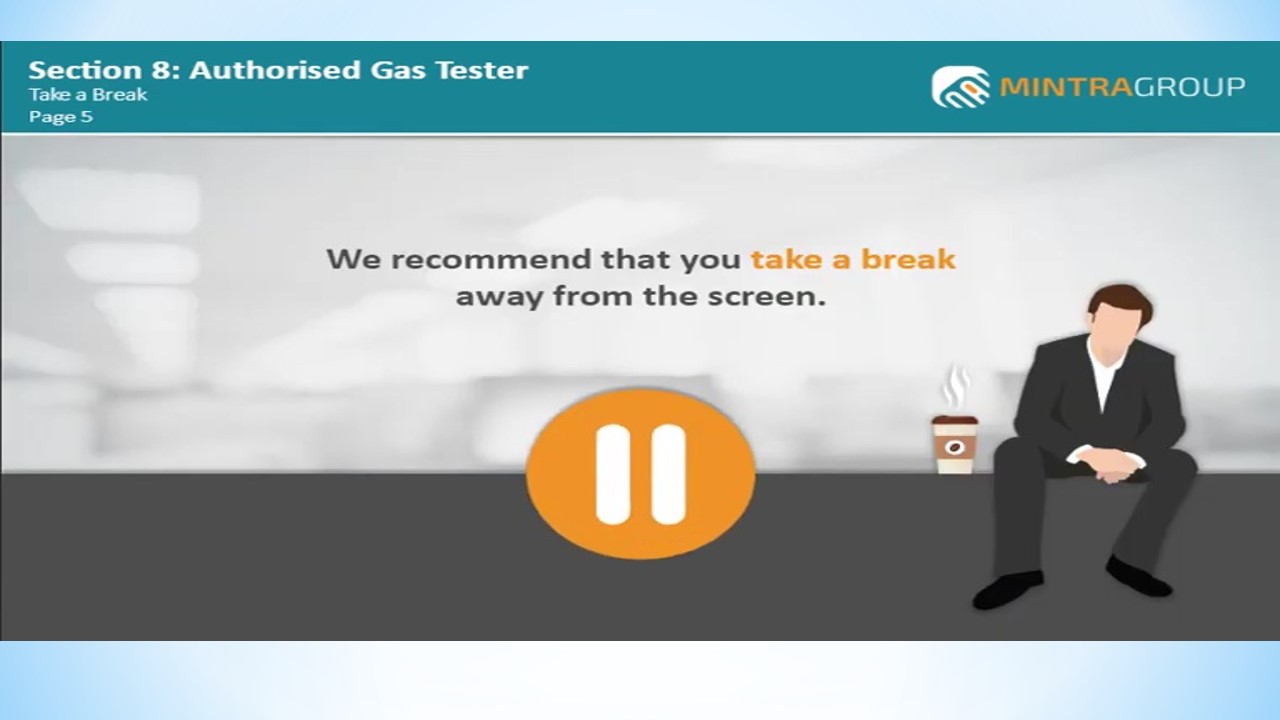 Section 8: Authorised Gas Tester
Take a Break
Page 5
MINTRAGROUP
We recommend that you take a break
away from the screen.